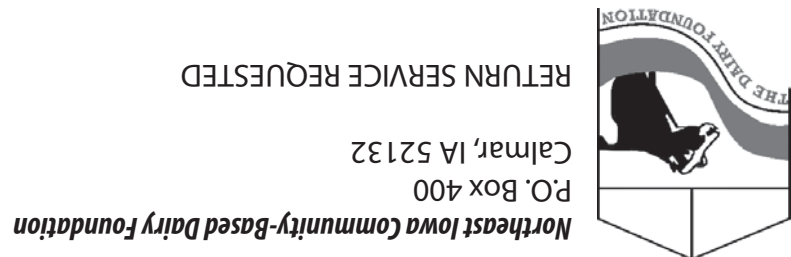 Northeast Iowa Community-Based Dairy Foundation
P.O. Box 400
Calmar, IA 52132
RETURN SERVICE REQUESTED
THE DAIRY FOUNDATION